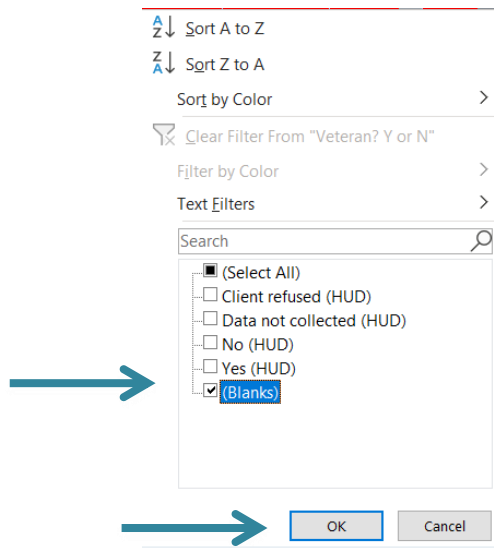 Sort A to Z
Sort Z to A
Sort by Color
Clear Filter From "Veteran? Y or N"
Filter by Color
Text Filters
Search
(Select All)
Client refused (HUD)
Data not collected (HUD)
No (HUD)
Yes (HUD)
(Blanks)
OK Cancel